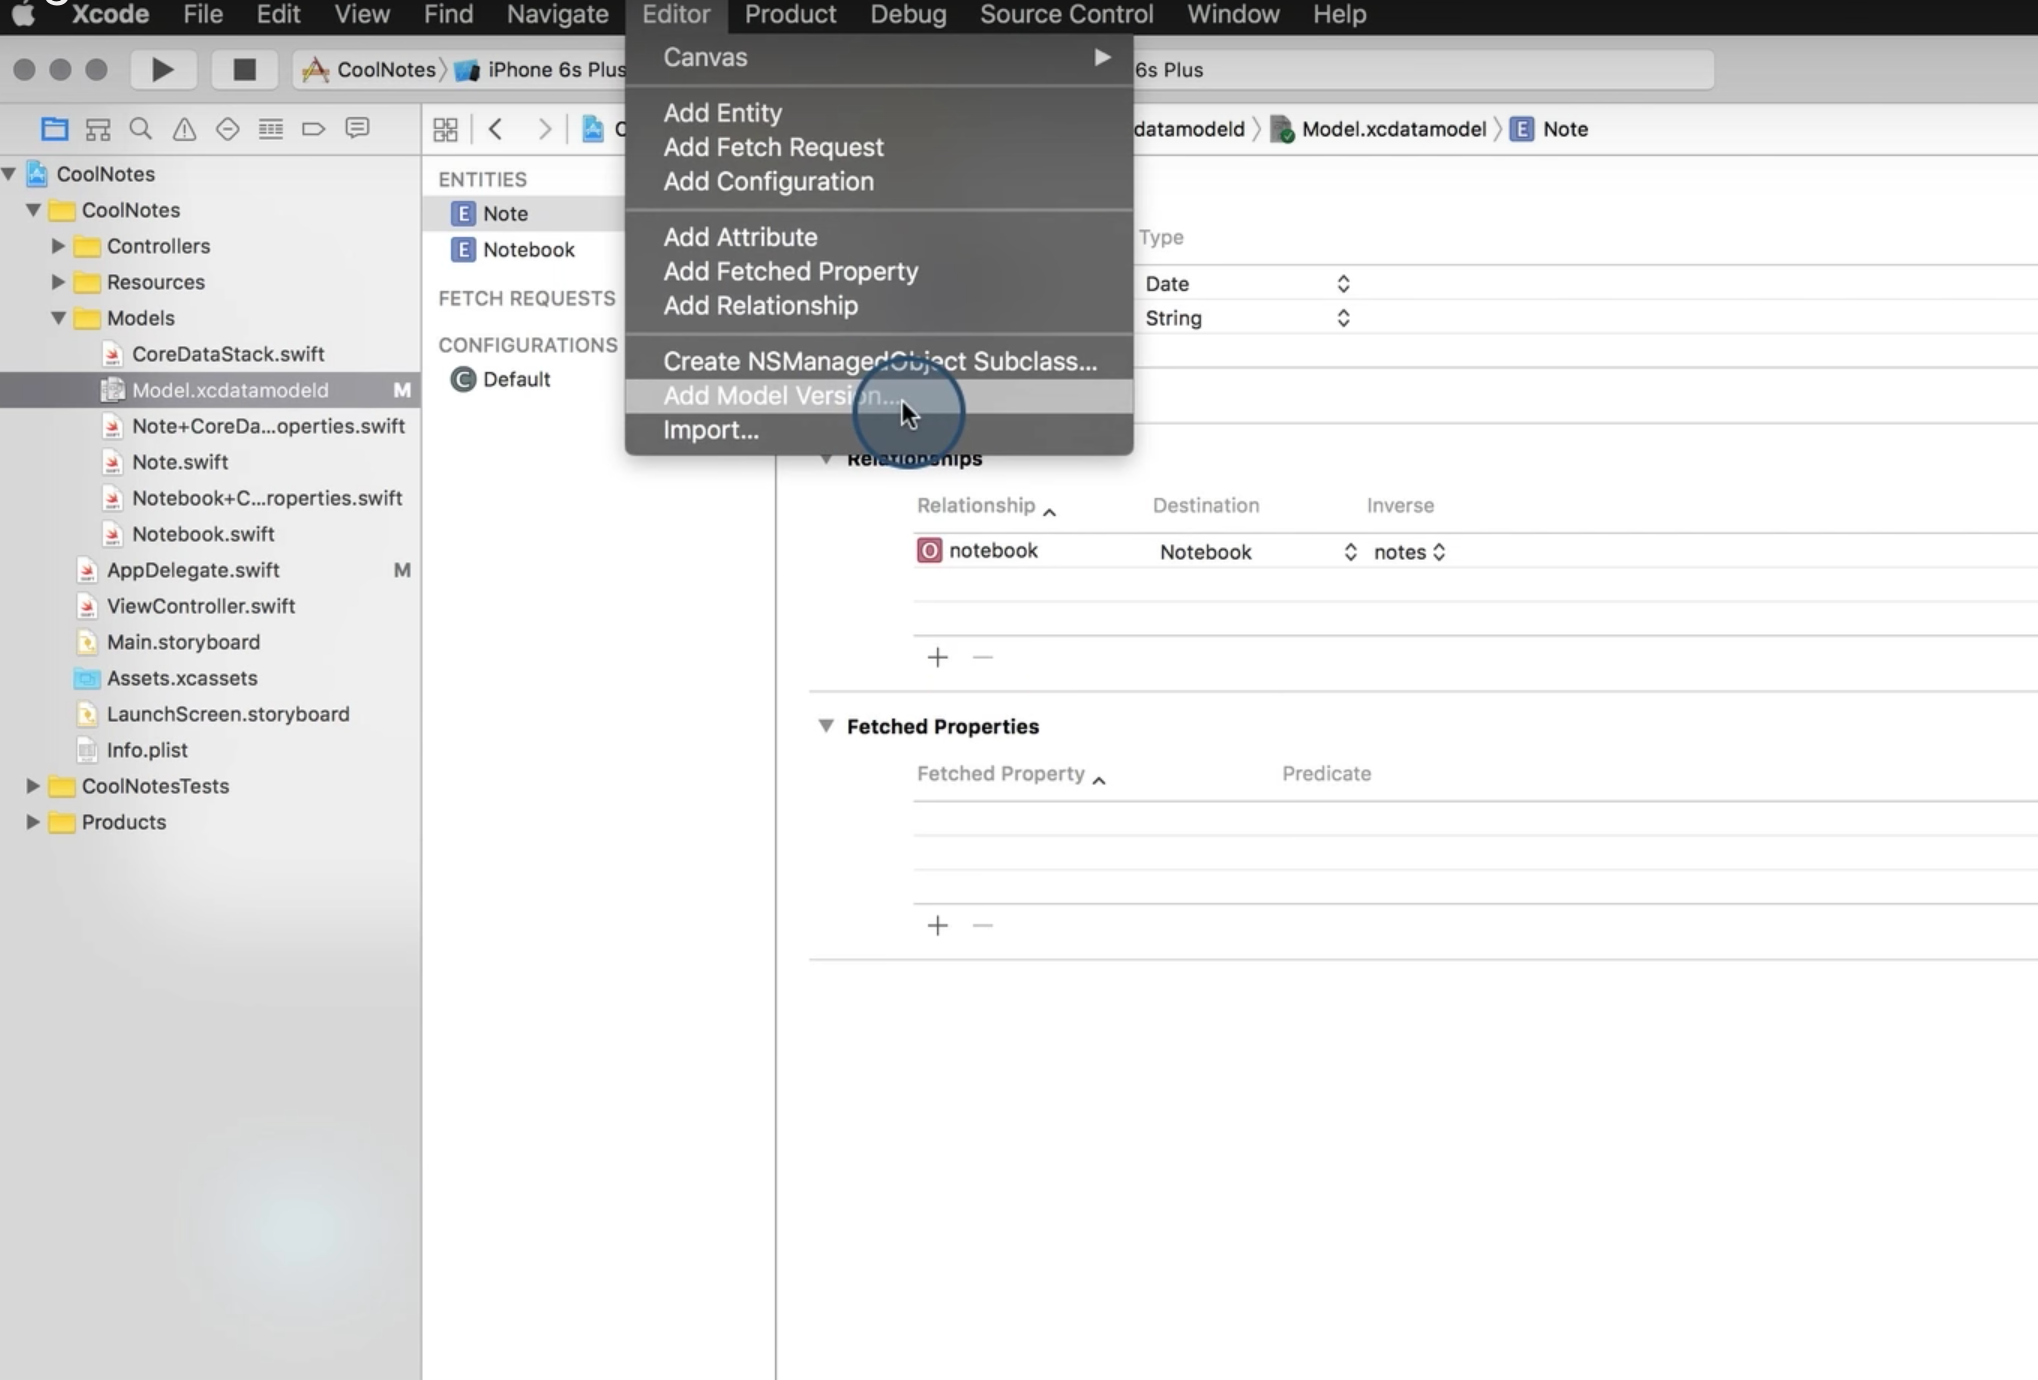 Xcode File Edit View Find Navigate Editor Product Debug Source Control Window Help
CoolNotes iPhone 6s Plus
6s Plus
datamodeld Model.xcdatamodel E Note
Canvas
Add Entity
Add Fetch Request
Add Configuration
Add Attribute
Add Fetched Property
Add Relationship
Create NSManagedObject Subclass...
Add Model Version...
Import...
CoolNotes
CoolNotes
Controllers
Resources
Models
CoreDataStack.swift
Model.xcdatamodeld M
Note+CoreDa...operties.swift
Note.swift
Notebook+C...roperties.swift
Notebook.swift
AppDelegate.swift M
ViewController.swift
Main.storyboard
Assets.xcassets
LaunchScreen.storyboard
Info.plist
CoolNotesTests
Products
ENTITIES
E Note
E Notebook
FETCH REQUESTS
CONFIGURATIONS
C Default
Type
Date
String
Relationships
Relationship Destination Inverse
O notebook Notebook notes
Fetched Properties
Fetched Property Predicate